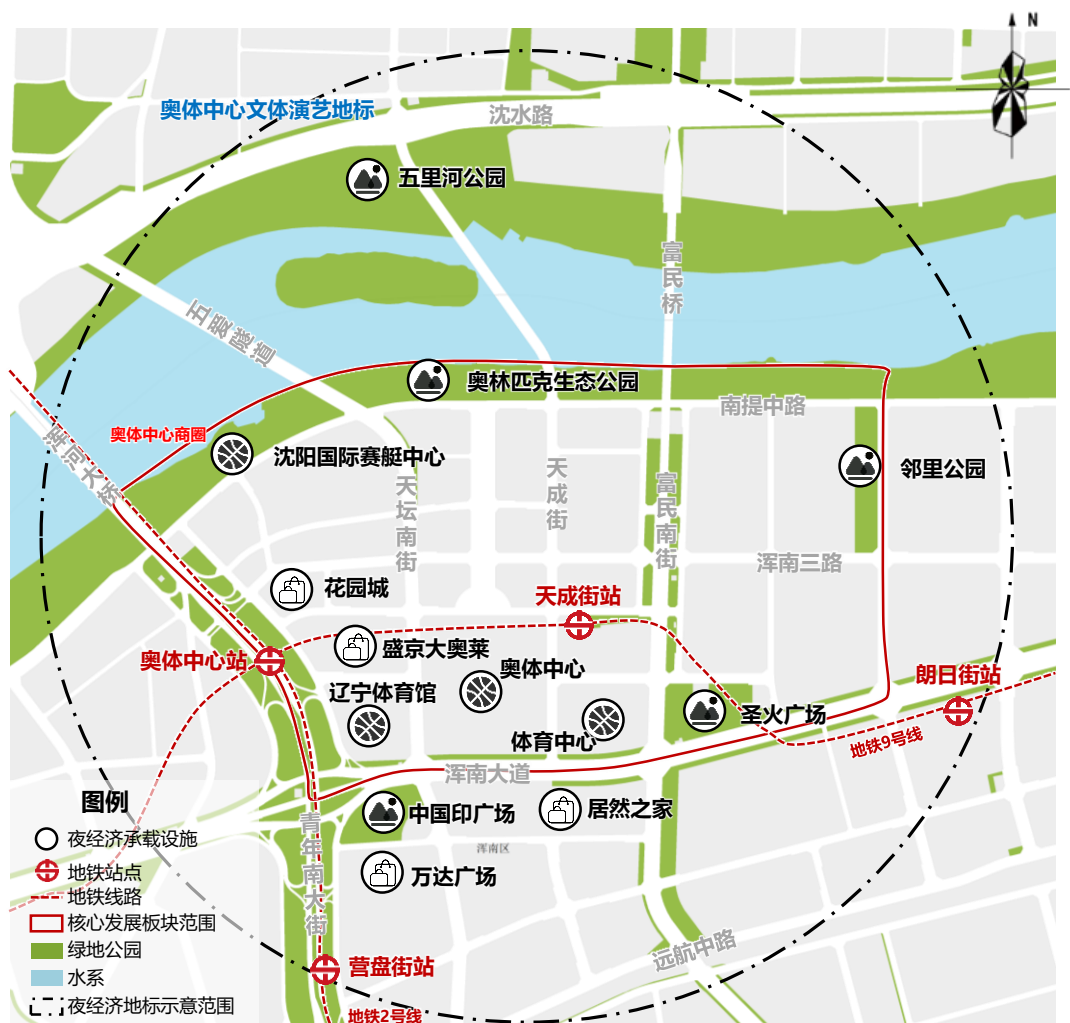 N
奥体中心文体演艺地标
沈水路
五里河公园
富民桥
五爱隧道
奥林匹克生态公园
南提中路
奥体中心商圈
浑河大桥
沈阳国际赛艇中心
天坛南街
天成街
富民南街
邻里公园
浑南三路
花园城
天成街站
盛京大奥莱
奥体中心站
奥体中心
朗日街站
辽宁体育馆
圣火广场
体育中心
地铁9号线
浑南大道
图例
中国印广场
居然之家
夜经济承载设施
青年南大街
浑南区
地铁站点
万达广场
地铁线路
核心发展板块范围
绿地公园
远航中路
营盘街站
水系
夜经济地标示意范围
地铁2号线